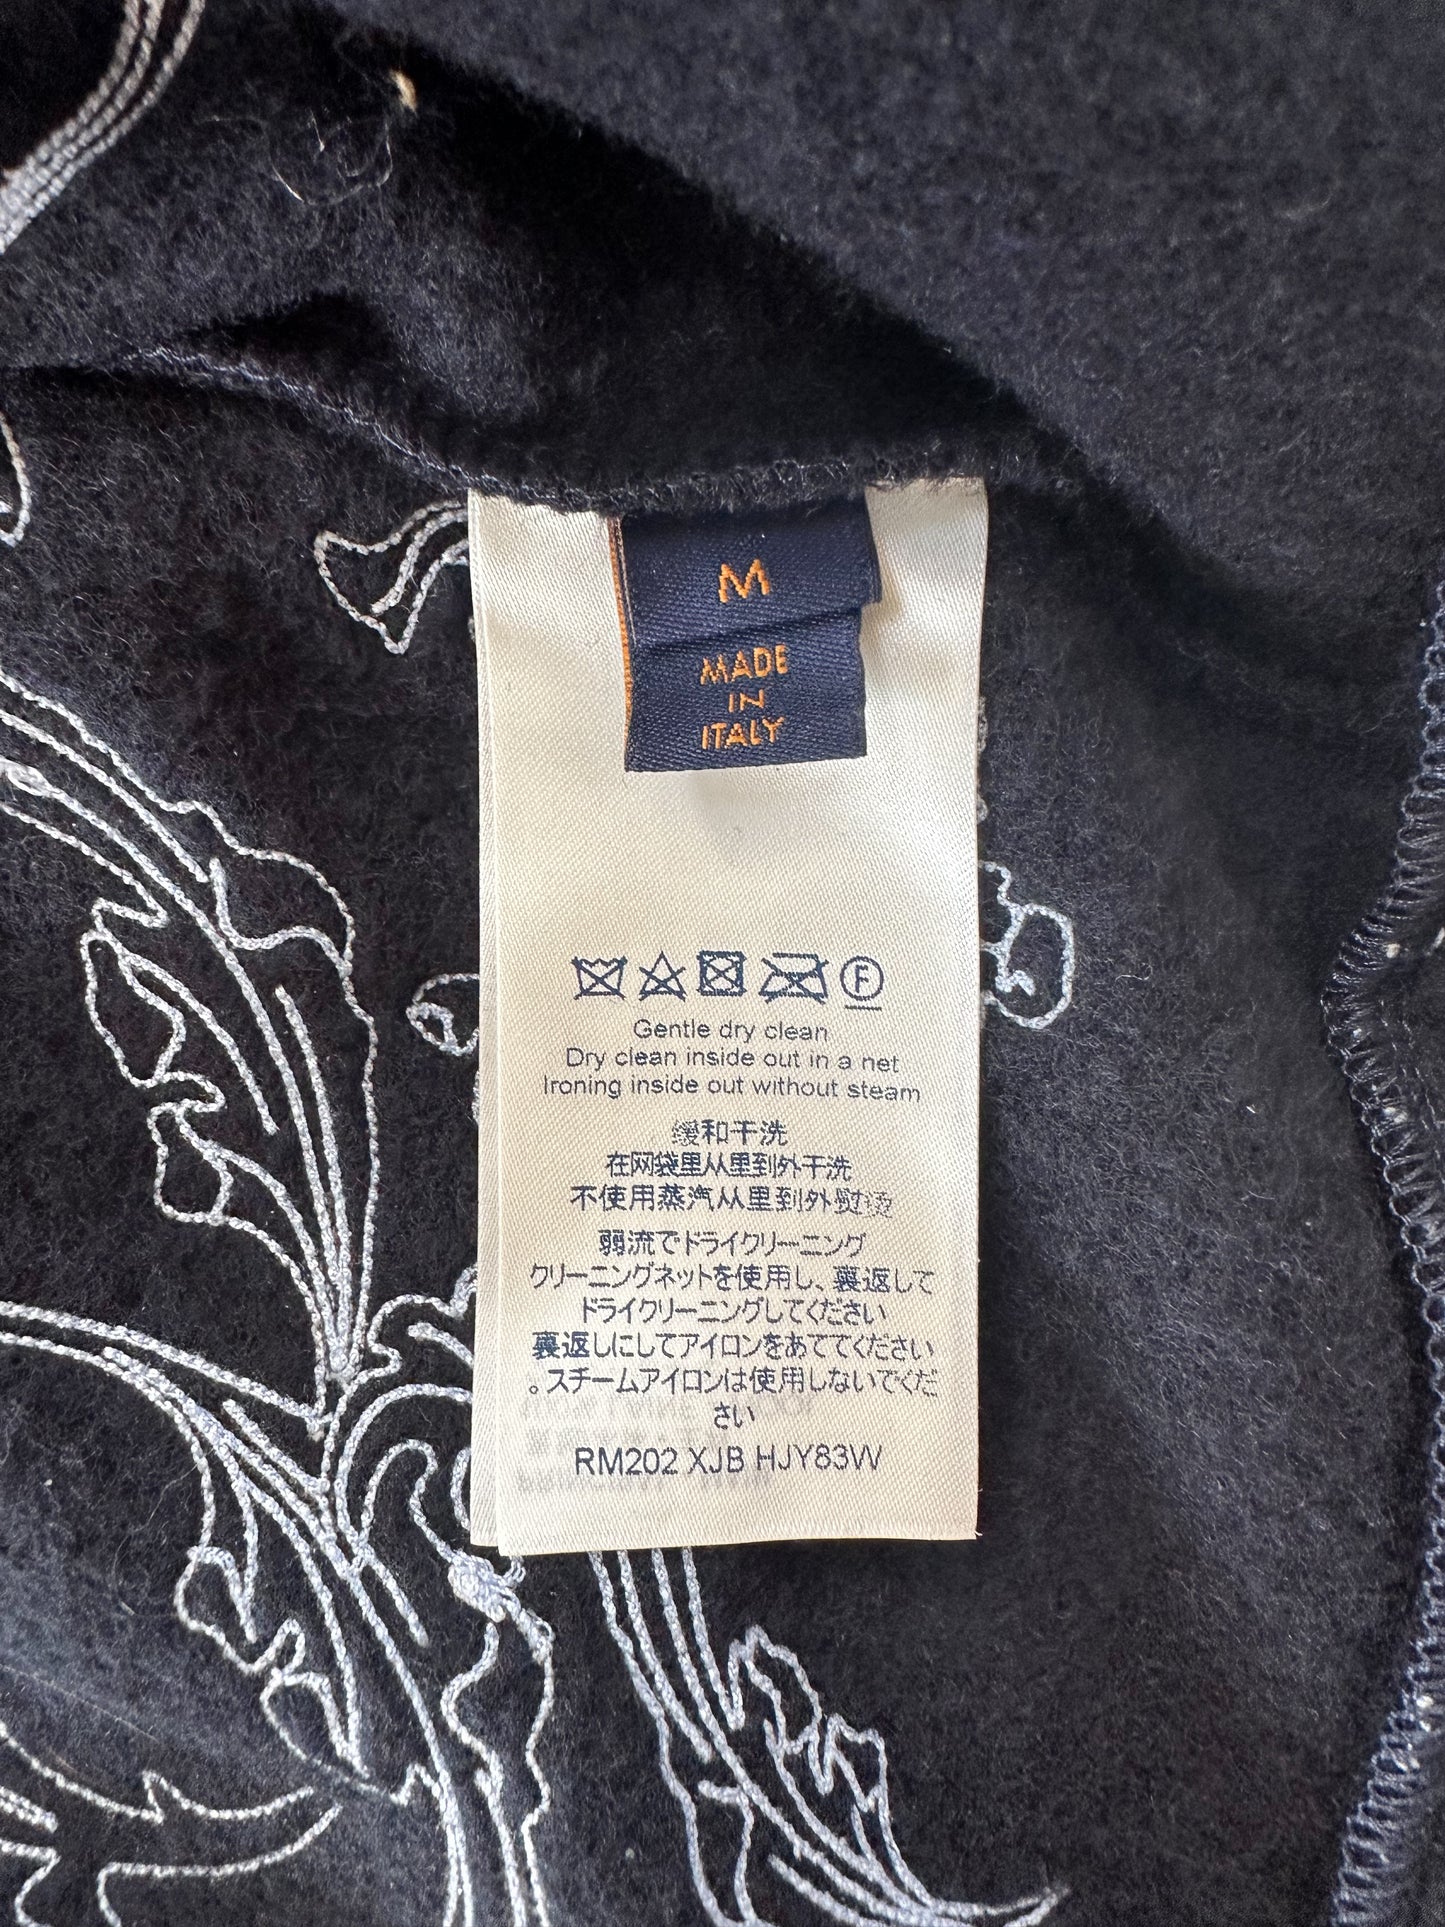 M
MADE
IN
ITALY
F
Gentle dry clean
Dry clean inside out in a net
Ironing inside out without steam
缓和干洗
在网袋里从里到外干洗
不使用蒸汽从里到外熨烫
弱流でドライクリーニング
クリーニングネットを使用し、裏返して
ドライクリーニングしてください
裏返しにしてアイロンをあててください
。スチームアイロンは使用しないでくだ
さい
RM202 XJB HJY83W